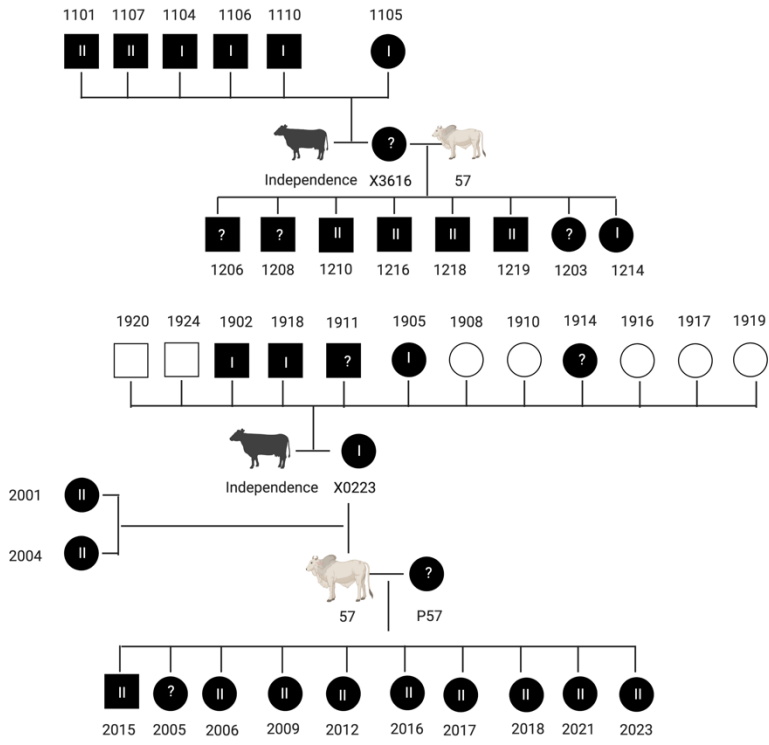 1101 1107 1104 1106 1110 1105
II II I I I I
?
Independence X3616 57
? ? II II II II ? I
1206 1208 1210 1216 1218 1219 1203 1214
1920 1924 1902 1918 1911 1905 1908 1910 1914 1916 1917 1919
I I ? I ?
I
Independence X0223
2001 II
2004 II
?
57 P57
II ? II II II II II II II II
2015 2005 2006 2009 2012 2016 2017 2018 2021 2023